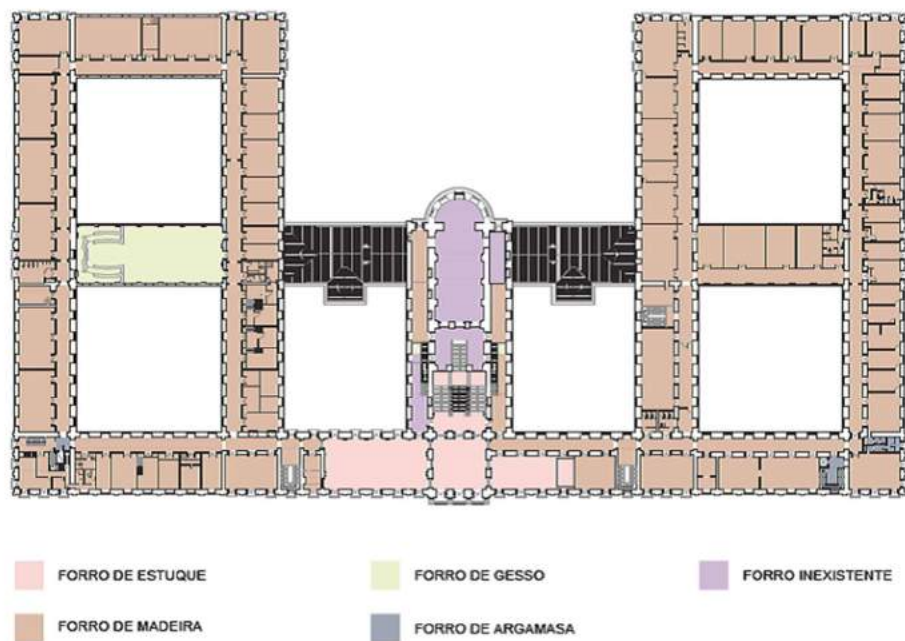 FORRO DE ESTUQUE
FORRO DE GESSO
FORRO INEXISTENTE
FORRO DE MADEIRA
FORRO DE ARGAMASA